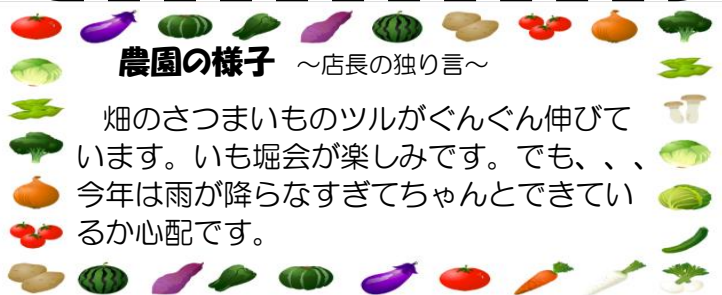 農園の様子 ～店長の独り言～
畑のさつまいものツルがぐんぐん伸びて
います。いも堀会が楽しみです。でも、、、
今年は雨が降らなすぎてちゃんとできてい
るか心配です。